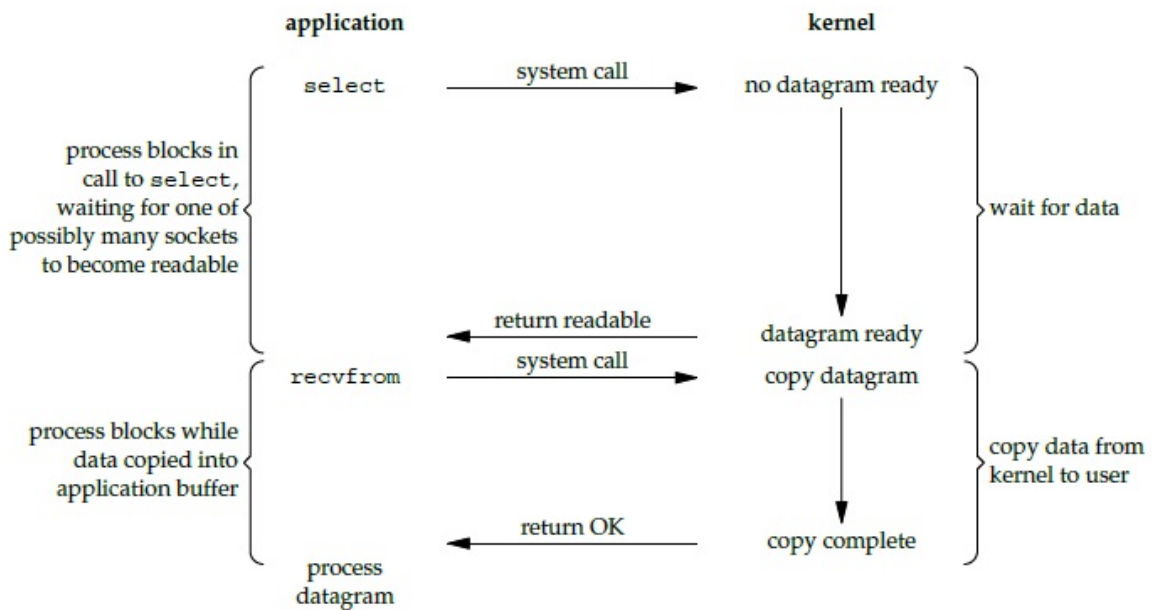 application
kernel
select
system call
no datagram ready
process blocks in
call to select,
waiting for one of
possibly many sockets
to become readable
wait for data
return readable
datagram ready
recvfrom
system call
copy datagram
process blocks while
data copied into
application buffer
copy data from
kernel to user
return OK
copy complete
process
datagram